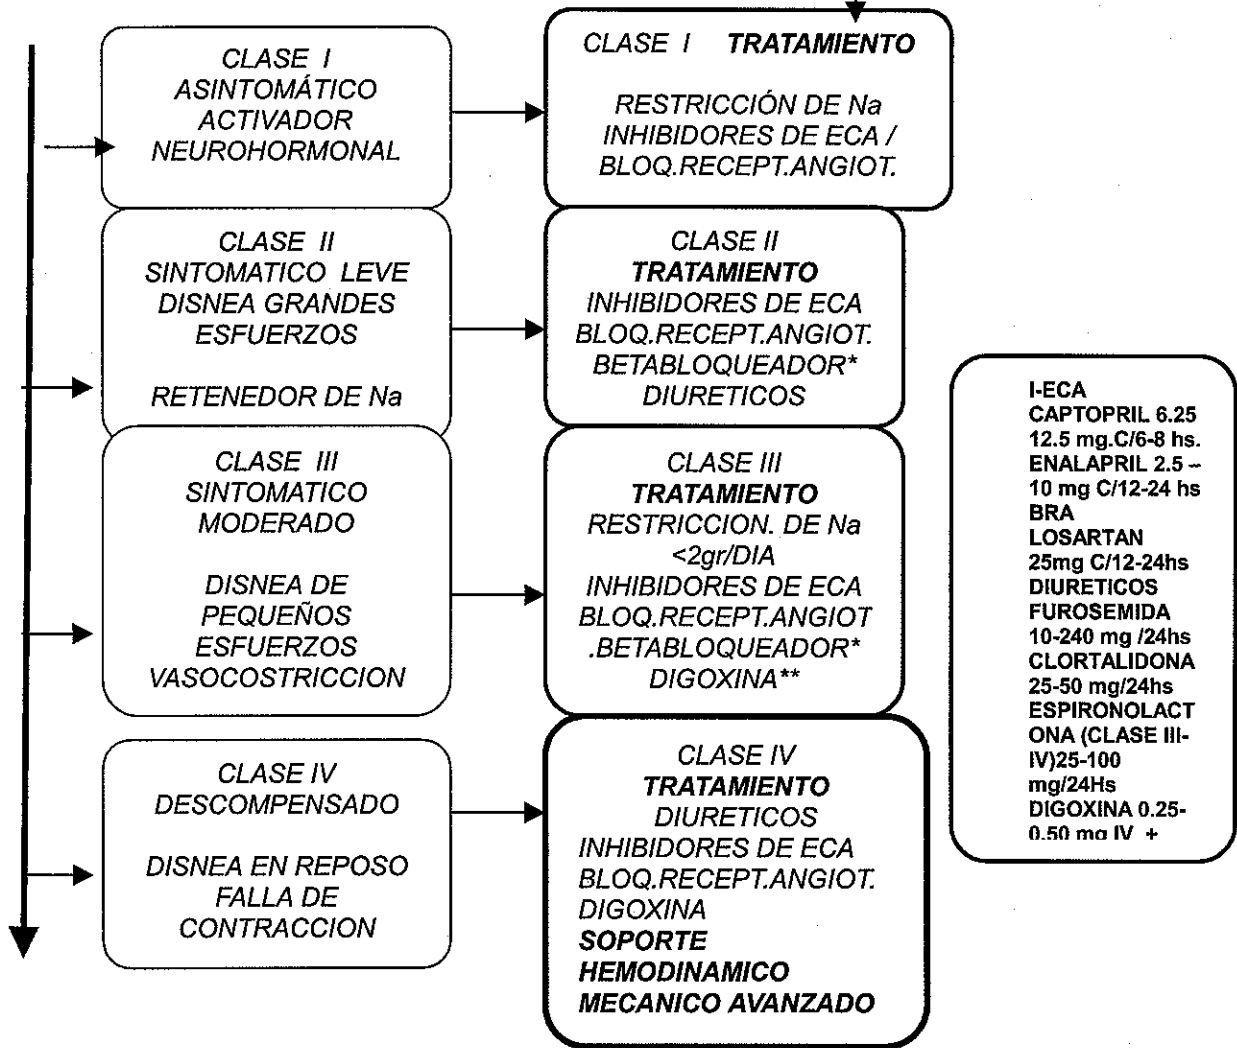 CLASE I
ASINTOMÁTICO
ACTIVADOR
NEUROHORMONAL
CLASE I TRATAMIENTO
RESTRICCIÓN DE Na
INHIBIDORES DE ECA /
BLOQ.RECEPT.ANGIOT.
CLASE II
SINTOMATICO LEVE
DISNEA GRANDES
ESFUERZOS
RETENEDOR DE Na
CLASE II
TRATAMIENTO
INHIBIDORES DE ECA
BLOQ.RECEPT.ANGIOT.
BETABLOQUEADOR*
DIURETICOS
CLASE III
SINTOMATICO
MODERADO
DISNEA DE
PEQUEÑOS
ESFUERZOS
VASOCOSTRICCION
CLASE III
TRATAMIENTO
RESTRICCION. DE Na
<2gr/DIA
INHIBIDORES DE ECA
BLOQ.RECEPT.ANGIOT
.BETABLOQUEADOR*
DIGOXINA**
CLASE IV
DESCOMPENSADO
DISNEA EN REPOSO
FALLA DE
CONTRACCION
CLASE IV
TRATAMIENTO
DIURETICOS
INHIBIDORES DE ECA
BLOQ.RECEPT.ANGIOT.
DIGOXINA
SOPORTE
HEMODINAMICO
MECANICO AVANZADO
I-ECA
CAPTOPRIL 6.25
12.5 mg.C/6-8 hs.
ENALAPRIL 2.5 –
10 mg C/12-24 hs
BRA
LOSARTAN
25mg C/12-24hs
DIURETICOS
FUROSEMIDA
10-240 mg /24hs
CLORTALIDONA
25-50 mg/24hs
ESPIRONOLACT
ONA (CLASE III-
IV)25-100
mg/24Hs
DIGOXINA 0.25-
0.50 mg IV +